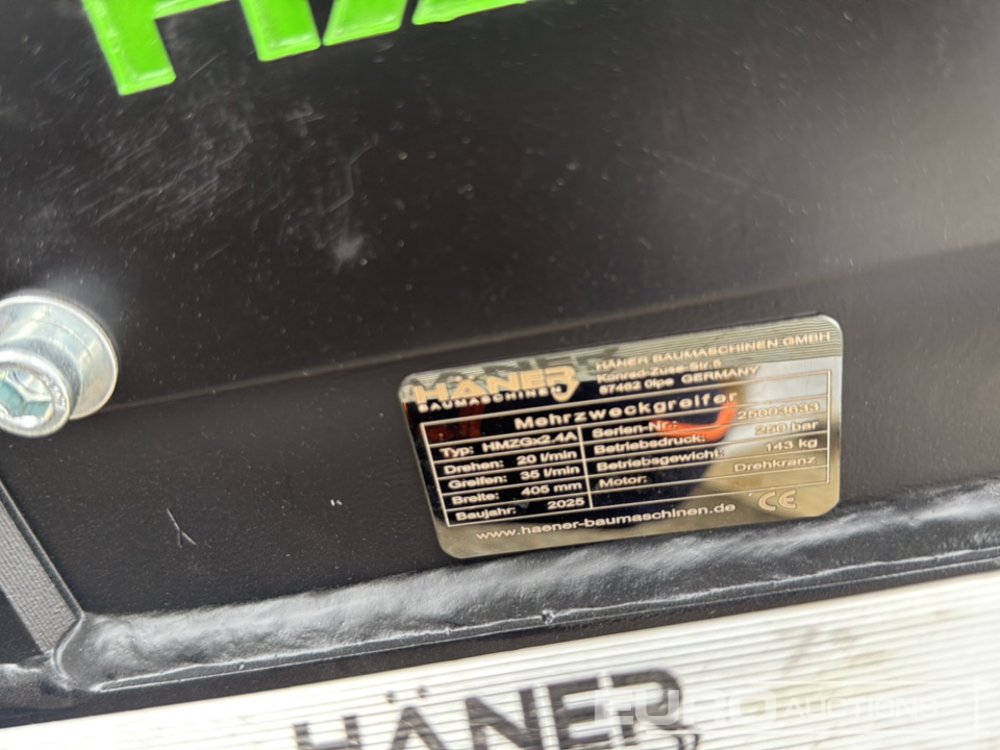 HÄNER
BAUMASCHINEN
HÄNER BAUMASCHINEN GMBH
Konrad-Zuse-Str.5
57462 Olpe GERMANY
Mehrzweckgreifer
Typ: HMZGx2.4A Serien-Nr.:
Drehen: 20 l/min Betriebsdruck: 250 bar
Greifen: 35 l/min Betriebsgewicht: 143 kg
Breite: 405 mm Motor: Drehkranz
Baujahr: 2025
www.haener-baumaschinen.de CE
HÄNER
EURO AUCTIONS